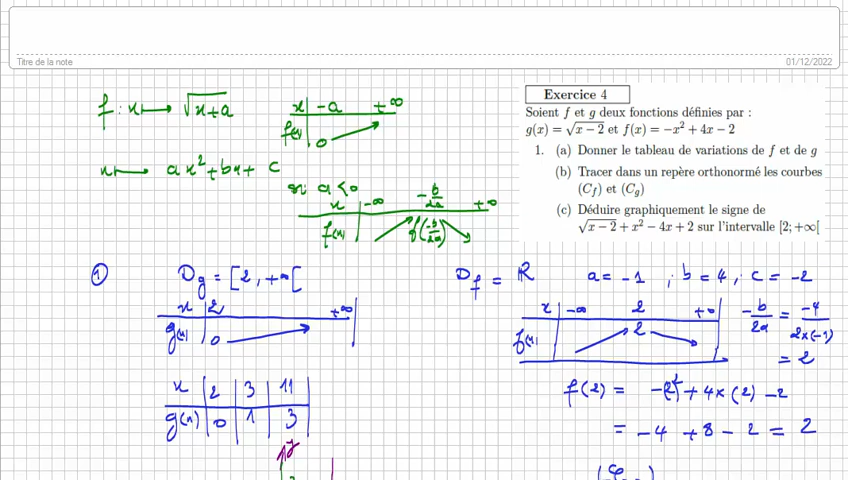 Titre de la note
01/12/2022
f : x ⟼ √(x+a)
x | -a +∞
f(x) | 0
x ⟼ ax² + bx + c
si a < 0
x | -∞ -b/2a +∞
f(x) | f(-b/2a)
Exercice 4
Soient f et g deux fonctions définies par :
g(x) = √(x − 2) et f(x) = −x² + 4x − 2
1. (a) Donner le tableau de variations de f et de g
(b) Tracer dans un repère orthonormé les courbes
(Cf) et (Cg)
(c) Déduire graphiquement le signe de
√(x − 2) + x² − 4x + 2 sur l'intervalle [2; +∞[
① Dg = [2, +∞[
x | 2 +∞
g(x) | 0
x | 2 | 3 | 11
g(x) | 0 | 1 | 3
y
Df = ℝ a = -1 ; b = 4 ; c = -2
x | -∞ 2 +∞
f(x) | 2
-b/2a = -4/(2×(-1))
= 2
f(2) = -(2)² + 4×(2) - 2
= -4 + 8 - 2 = 2